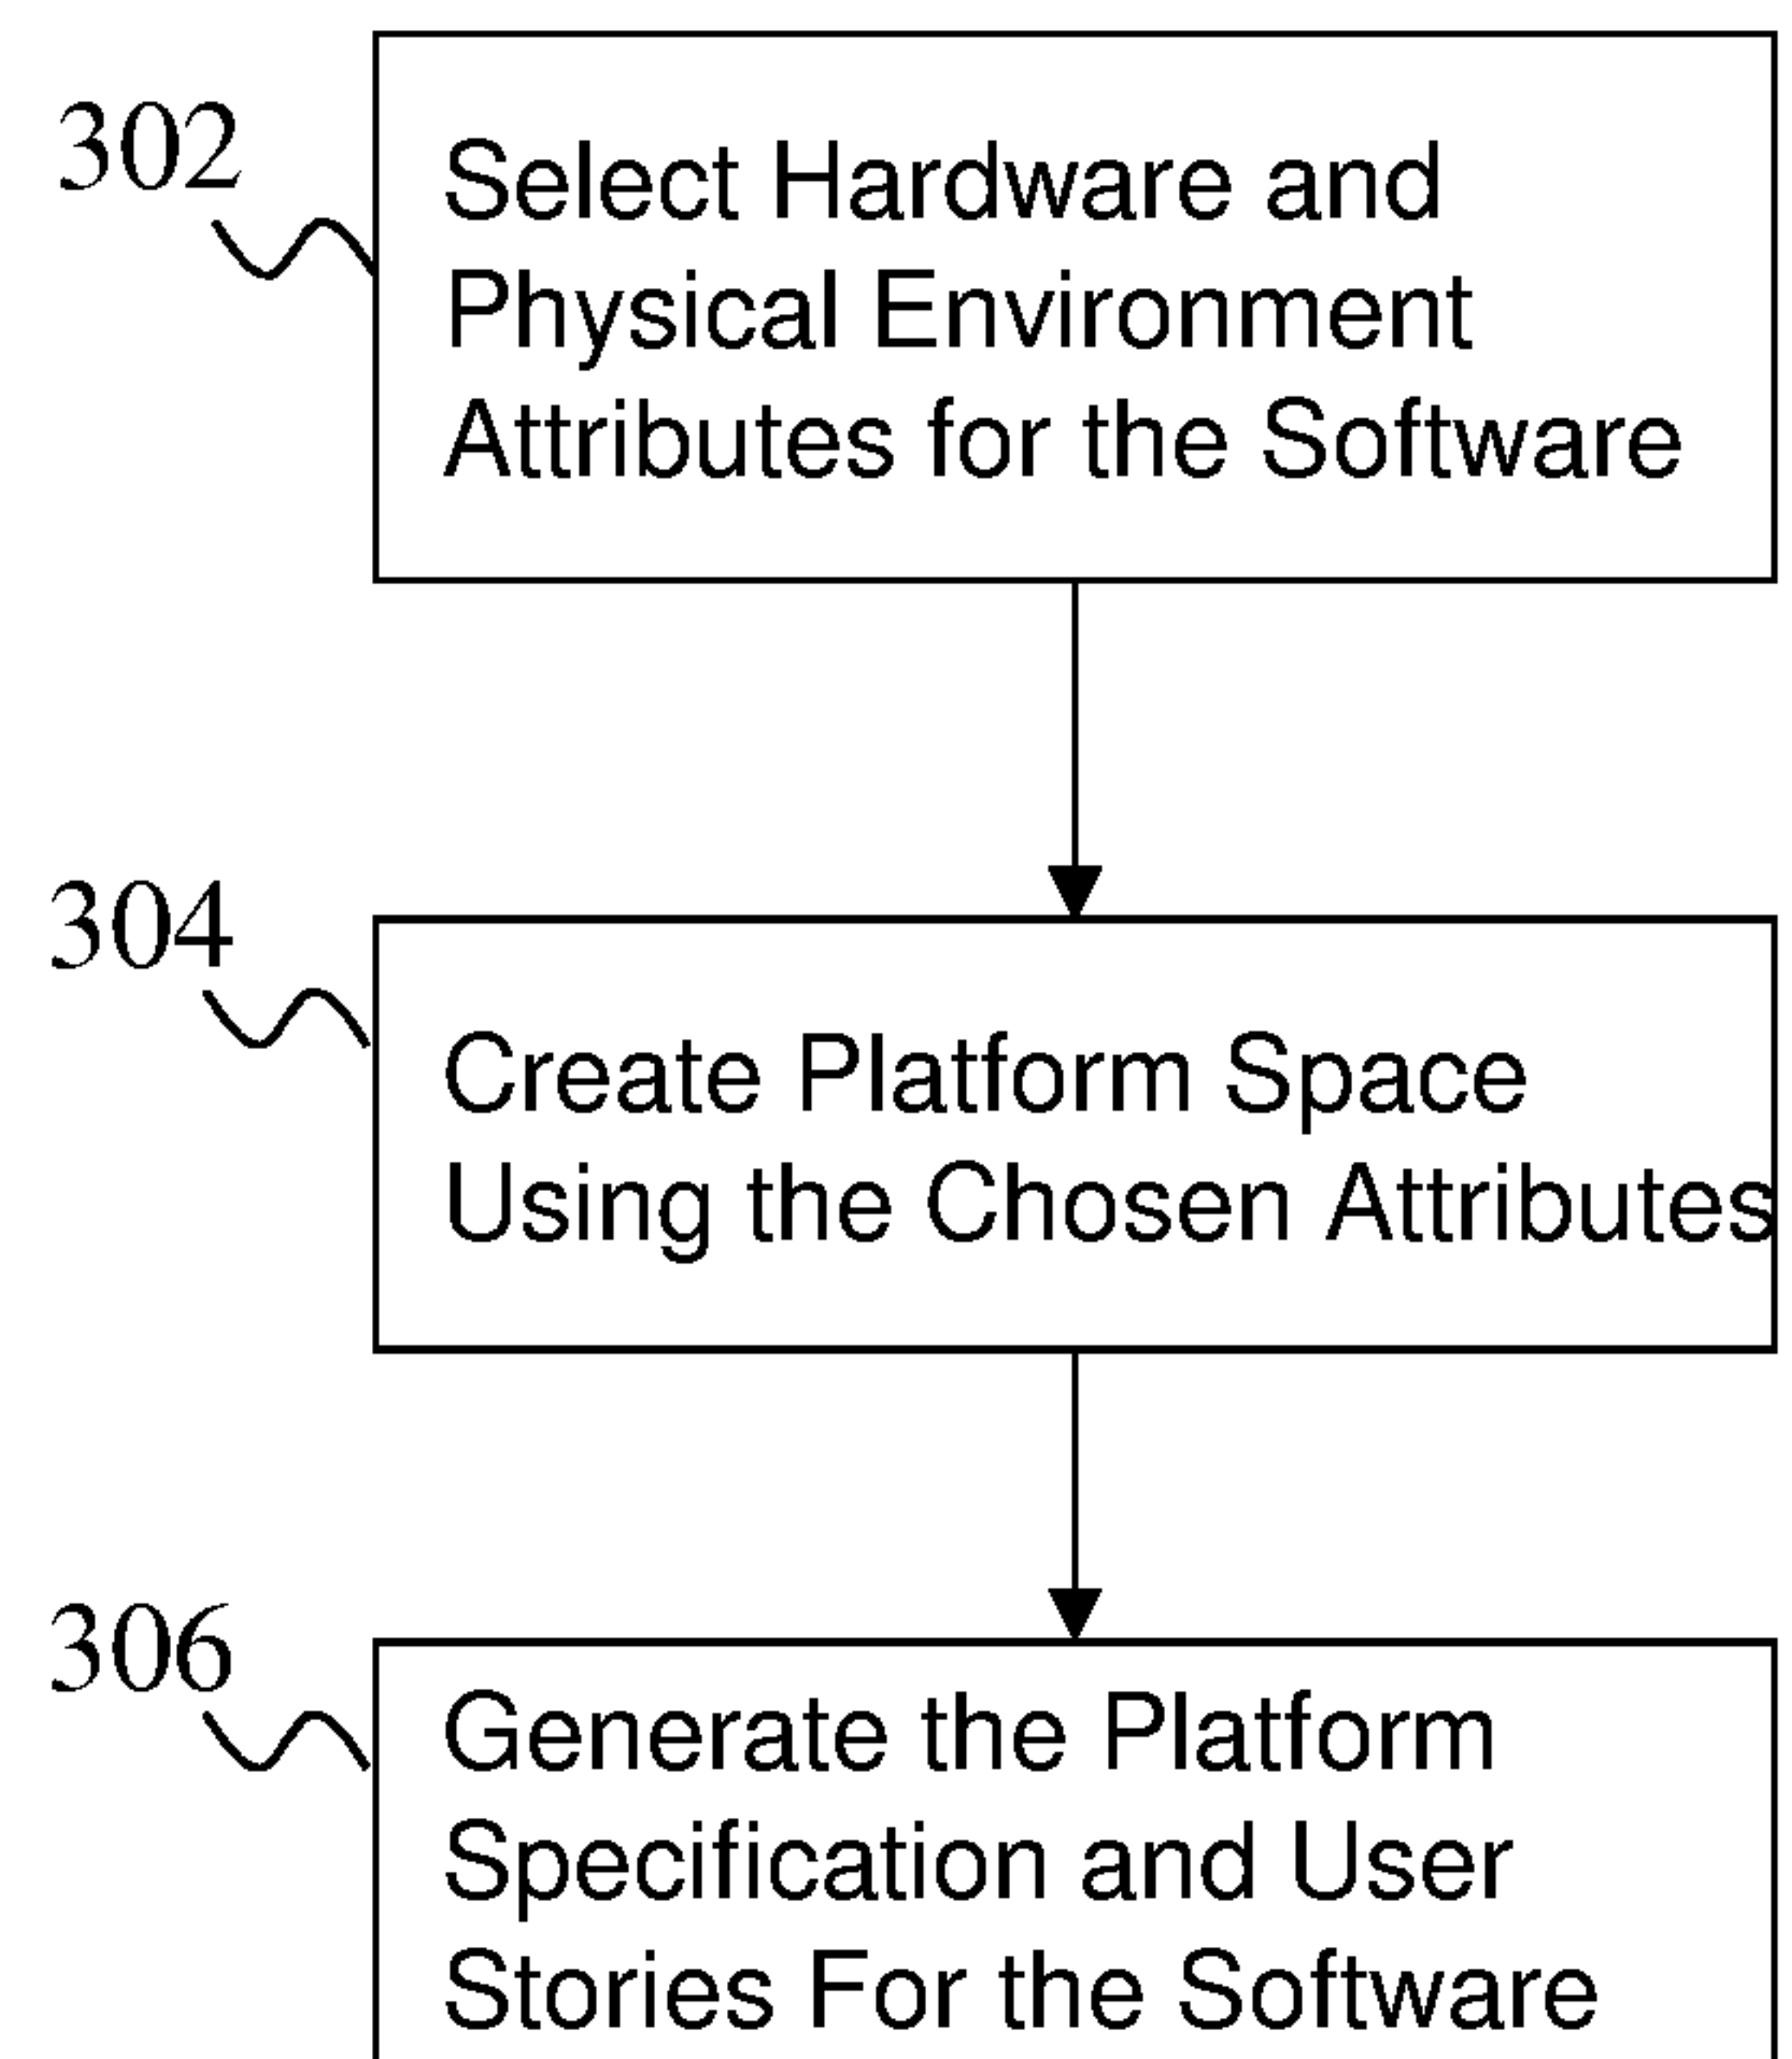 302
Select Hardware and
Physical Environment
Attributes for the Software
304
Create Platform Space
Using the Chosen Attributes
306
Generate the Platform
Specification and User
Stories For the Software